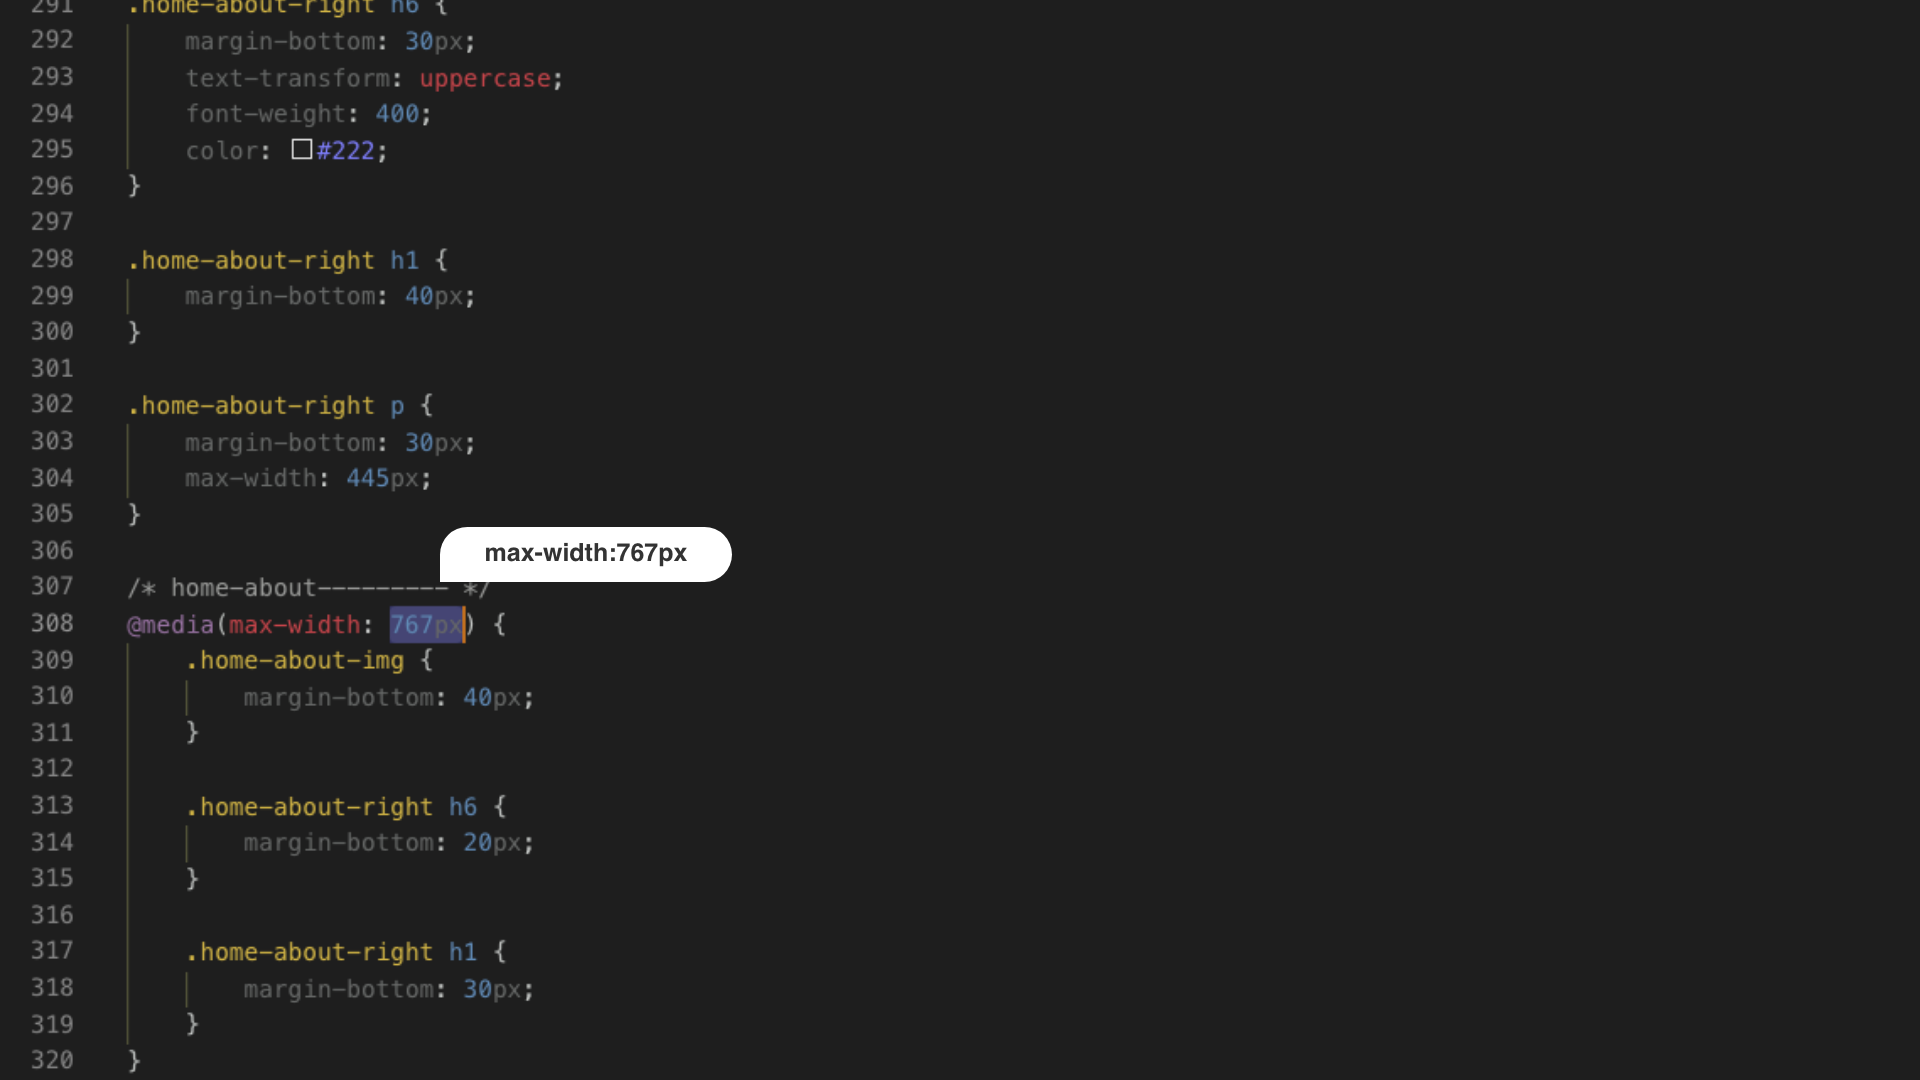 291 .home-about-right h6 {
292 margin-bottom: 30px;
293 text-transform: uppercase;
294 font-weight: 400;
295 color: #222;
296 }
297
298 .home-about-right h1 {
299 margin-bottom: 40px;
300 }
301
302 .home-about-right p {
303 margin-bottom: 30px;
304 max-width: 445px;
305 }
306
max-width:767px
307 /* home-about--------- */
308 @media(max-width: 767px) {
309 .home-about-img {
310 margin-bottom: 40px;
311 }
312
313 .home-about-right h6 {
314 margin-bottom: 20px;
315 }
316
317 .home-about-right h1 {
318 margin-bottom: 30px;
319 }
320 }